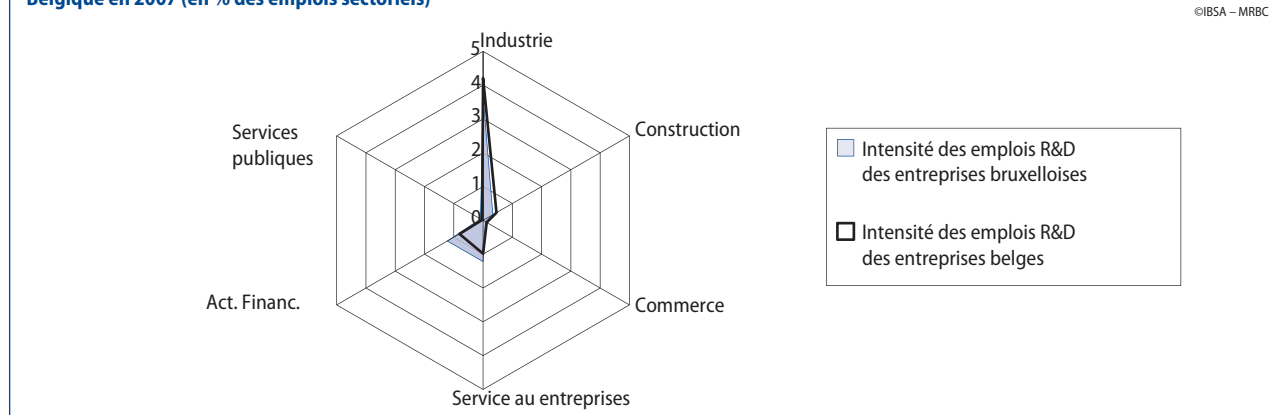 Belgique en 2007 (en % des emplois sectoriels)
©IBSA – MRBC
Industrie
5
4
3
2
1
0
Construction
Commerce
Service au entreprises
Act. Financ.
Services
publiques
Intensité des emplois R&D
des entreprises bruxelloises
Intensité des emplois R&D
des entreprises belges